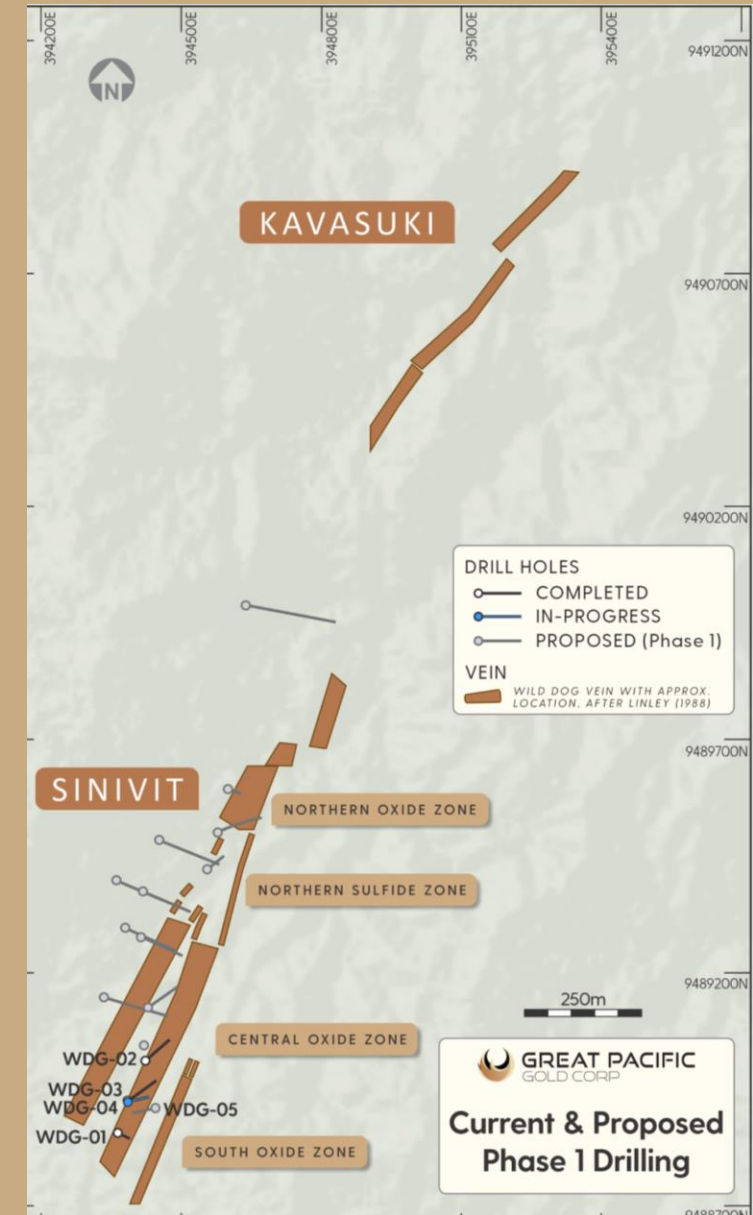 394200E
394500E
394800E
395100E
395400E
9491200N
N
KAVASUKI
9490700N
9490200N
DRILL HOLES
COMPLETED
IN-PROGRESS
PROPOSED (Phase 1)
VEIN
WILD DOG VEIN WITH APPROX.
LOCATION, AFTER LINLEY (1988)
9489700N
SINIVIT
NORTHERN OXIDE ZONE
NORTHERN SULFIDE ZONE
9489200N
250m
CENTRAL OXIDE ZONE
WDG-02
WDG-03
WDG-04
WDG-05
WDG-01
SOUTH OXIDE ZONE
GREAT PACIFIC
GOLD CORP
Current & Proposed
Phase 1 Drilling
9488700N